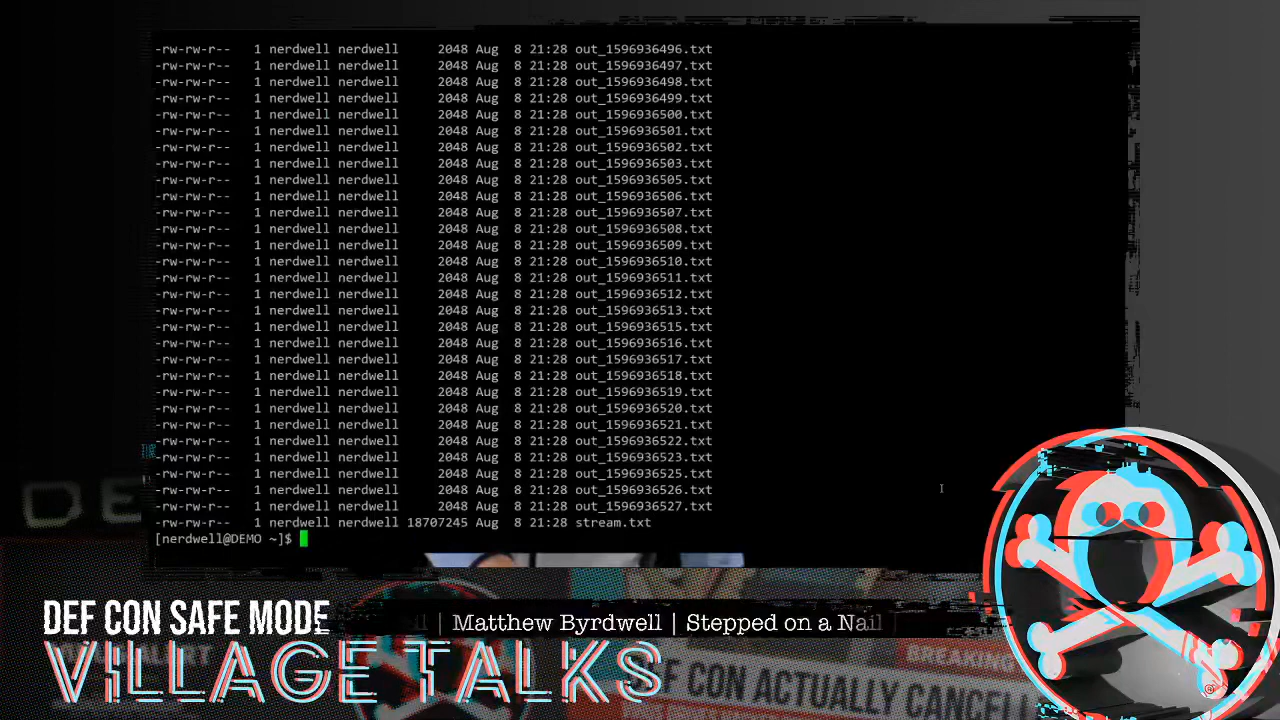 -rw-rw-r-- 1 nerdwell nerdwell 2048 Aug 8 21:28 out_1596936496.txt
-rw-rw-r-- 1 nerdwell nerdwell 2048 Aug 8 21:28 out_1596936497.txt
-rw-rw-r-- 1 nerdwell nerdwell 2048 Aug 8 21:28 out_1596936498.txt
-rw-rw-r-- 1 nerdwell nerdwell 2048 Aug 8 21:28 out_1596936499.txt
-rw-rw-r-- 1 nerdwell nerdwell 2048 Aug 8 21:28 out_1596936500.txt
-rw-rw-r-- 1 nerdwell nerdwell 2048 Aug 8 21:28 out_1596936501.txt
-rw-rw-r-- 1 nerdwell nerdwell 2048 Aug 8 21:28 out_1596936502.txt
-rw-rw-r-- 1 nerdwell nerdwell 2048 Aug 8 21:28 out_1596936503.txt
-rw-rw-r-- 1 nerdwell nerdwell 2048 Aug 8 21:28 out_1596936505.txt
-rw-rw-r-- 1 nerdwell nerdwell 2048 Aug 8 21:28 out_1596936506.txt
-rw-rw-r-- 1 nerdwell nerdwell 2048 Aug 8 21:28 out_1596936507.txt
-rw-rw-r-- 1 nerdwell nerdwell 2048 Aug 8 21:28 out_1596936508.txt
-rw-rw-r-- 1 nerdwell nerdwell 2048 Aug 8 21:28 out_1596936509.txt
-rw-rw-r-- 1 nerdwell nerdwell 2048 Aug 8 21:28 out_1596936510.txt
-rw-rw-r-- 1 nerdwell nerdwell 2048 Aug 8 21:28 out_1596936511.txt
-rw-rw-r-- 1 nerdwell nerdwell 2048 Aug 8 21:28 out_1596936512.txt
-rw-rw-r-- 1 nerdwell nerdwell 2048 Aug 8 21:28 out_1596936513.txt
-rw-rw-r-- 1 nerdwell nerdwell 2048 Aug 8 21:28 out_1596936515.txt
-rw-rw-r-- 1 nerdwell nerdwell 2048 Aug 8 21:28 out_1596936516.txt
-rw-rw-r-- 1 nerdwell nerdwell 2048 Aug 8 21:28 out_1596936517.txt
-rw-rw-r-- 1 nerdwell nerdwell 2048 Aug 8 21:28 out_1596936518.txt
-rw-rw-r-- 1 nerdwell nerdwell 2048 Aug 8 21:28 out_1596936519.txt
-rw-rw-r-- 1 nerdwell nerdwell 2048 Aug 8 21:28 out_1596936520.txt
-rw-rw-r-- 1 nerdwell nerdwell 2048 Aug 8 21:28 out_1596936521.txt
-rw-rw-r-- 1 nerdwell nerdwell 2048 Aug 8 21:28 out_1596936522.txt
-rw-rw-r-- 1 nerdwell nerdwell 2048 Aug 8 21:28 out_1596936523.txt
-rw-rw-r-- 1 nerdwell nerdwell 2048 Aug 8 21:28 out_1596936525.txt
-rw-rw-r-- 1 nerdwell nerdwell 2048 Aug 8 21:28 out_1596936526.txt
-rw-rw-r-- 1 nerdwell nerdwell 2048 Aug 8 21:28 out_1596936527.txt
-rw-rw-r-- 1 nerdwell nerdwell 18707245 Aug 8 21:28 stream.txt
[nerdwell@DEMO ~]$
DEF CON SAFE MODE
| Matthew Byrdwell | Stepped on a Nail
VILLAGE TALKS
DEF CON ACTUALLY